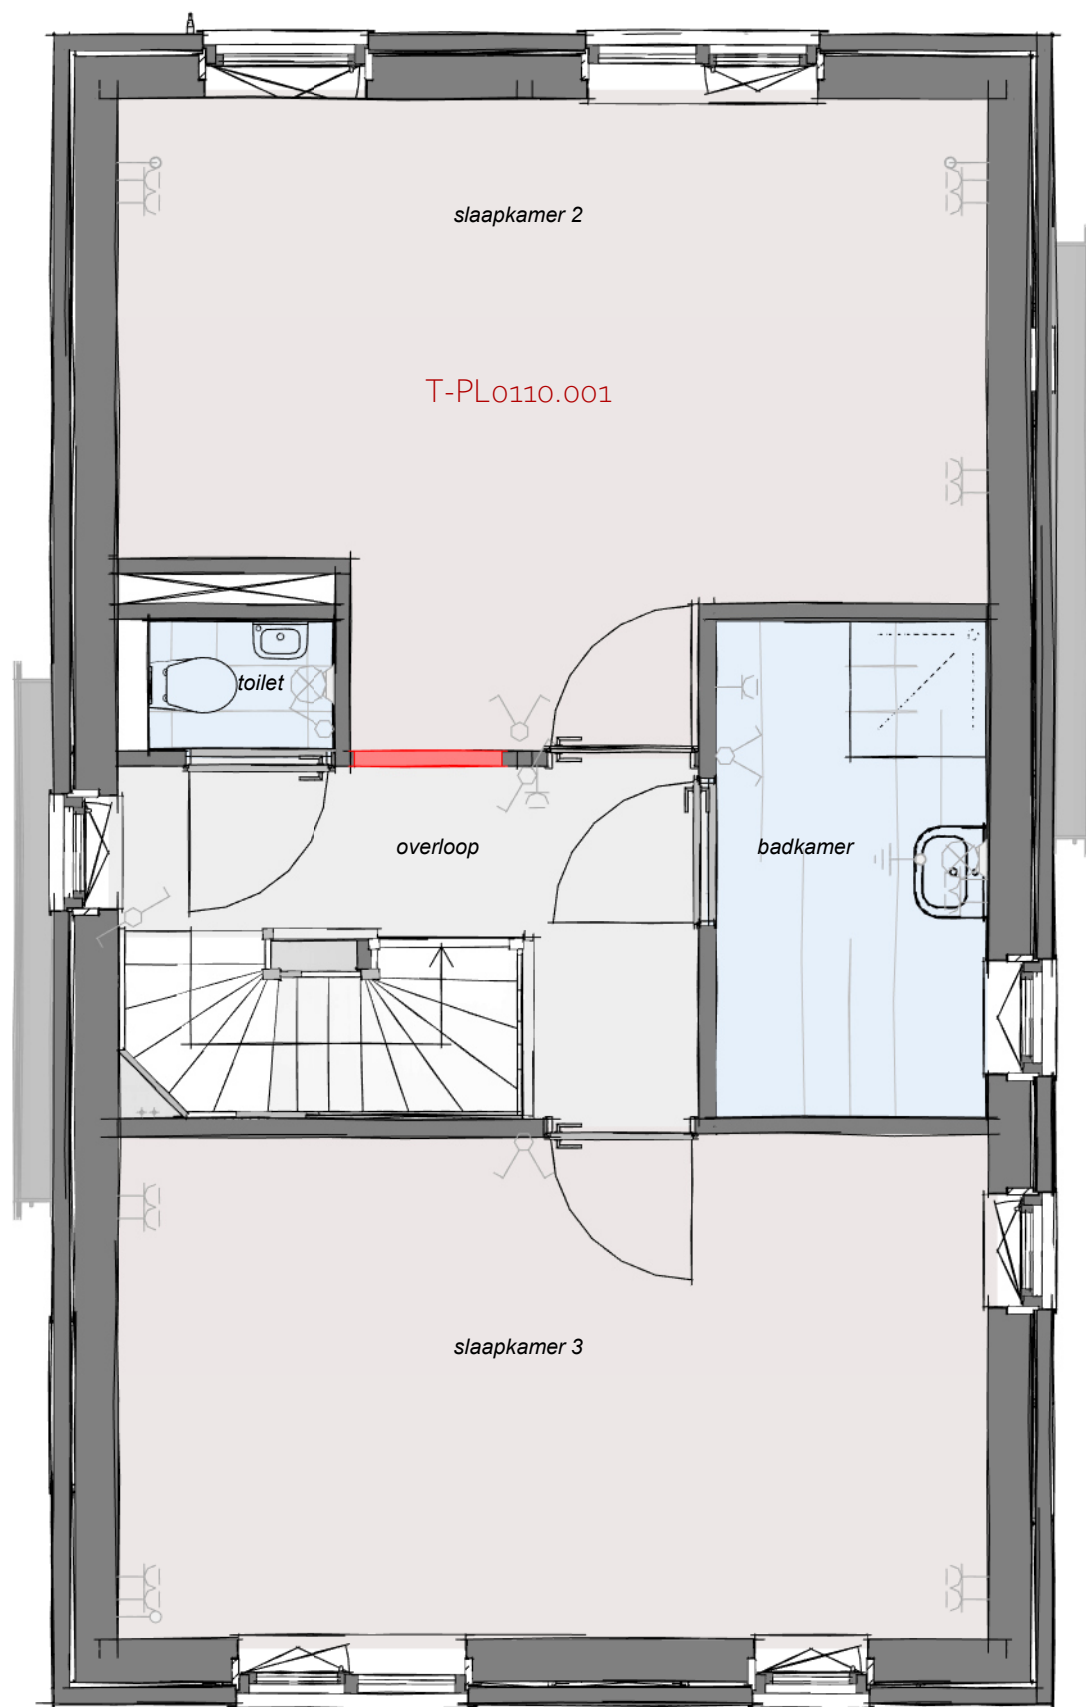 slaapkamer 2
T-PL0110.001
toilet
overloop
badkamer
slaapkamer 3